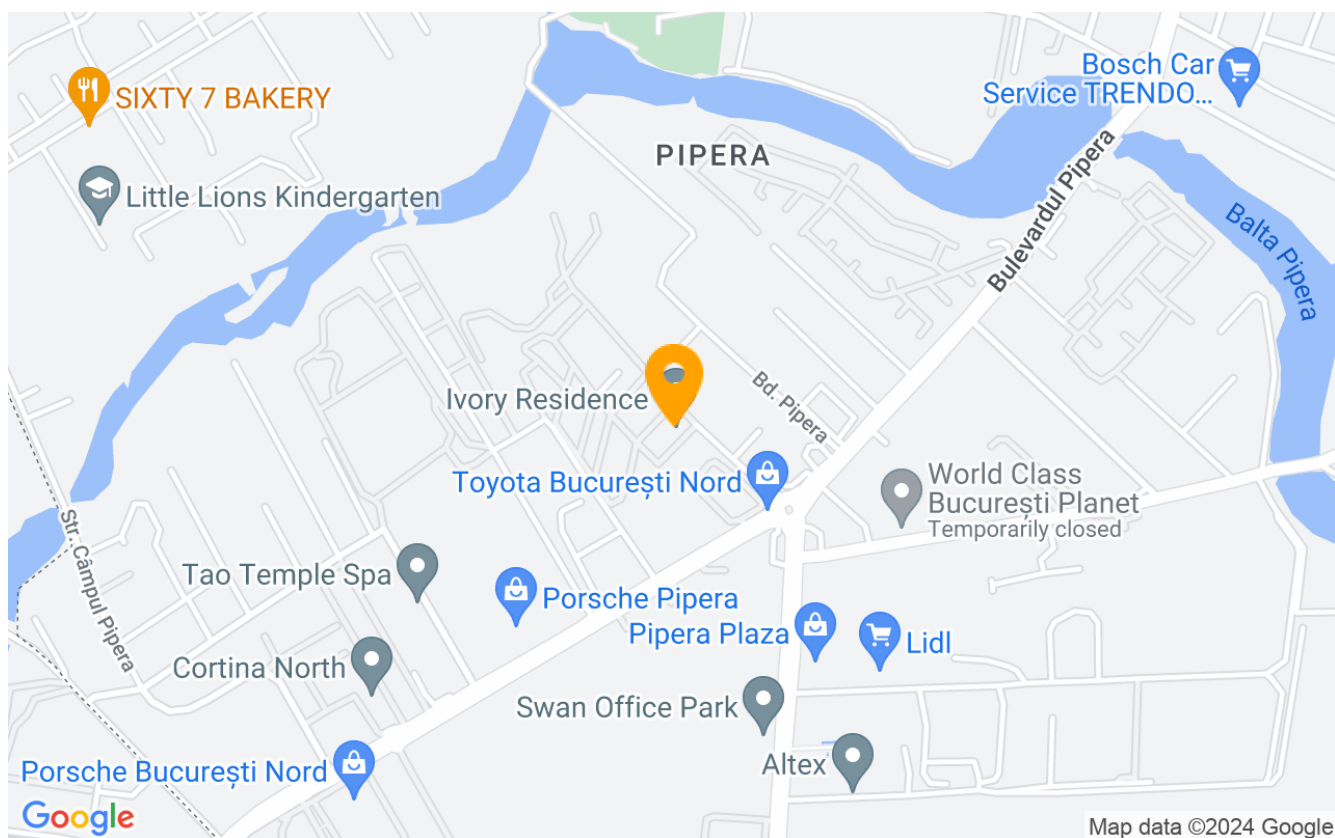 Bosch Car
Service TRENDO...
SIXTY 7 BAKERY
PIPERA
Little Lions Kindergarten
Bulevardul Pipera
Balta Pipera
Ivory Residence
Bd. Pipera
Toyota București Nord
World Class
București Planet
Temporarily closed
Str. Câmpul Pipera
Tao Temple Spa
Porsche Pipera
Pipera Plaza
Lidl
Cortina North
Swan Office Park
Altex
Porsche București Nord
Google
Map data ©2024 Google